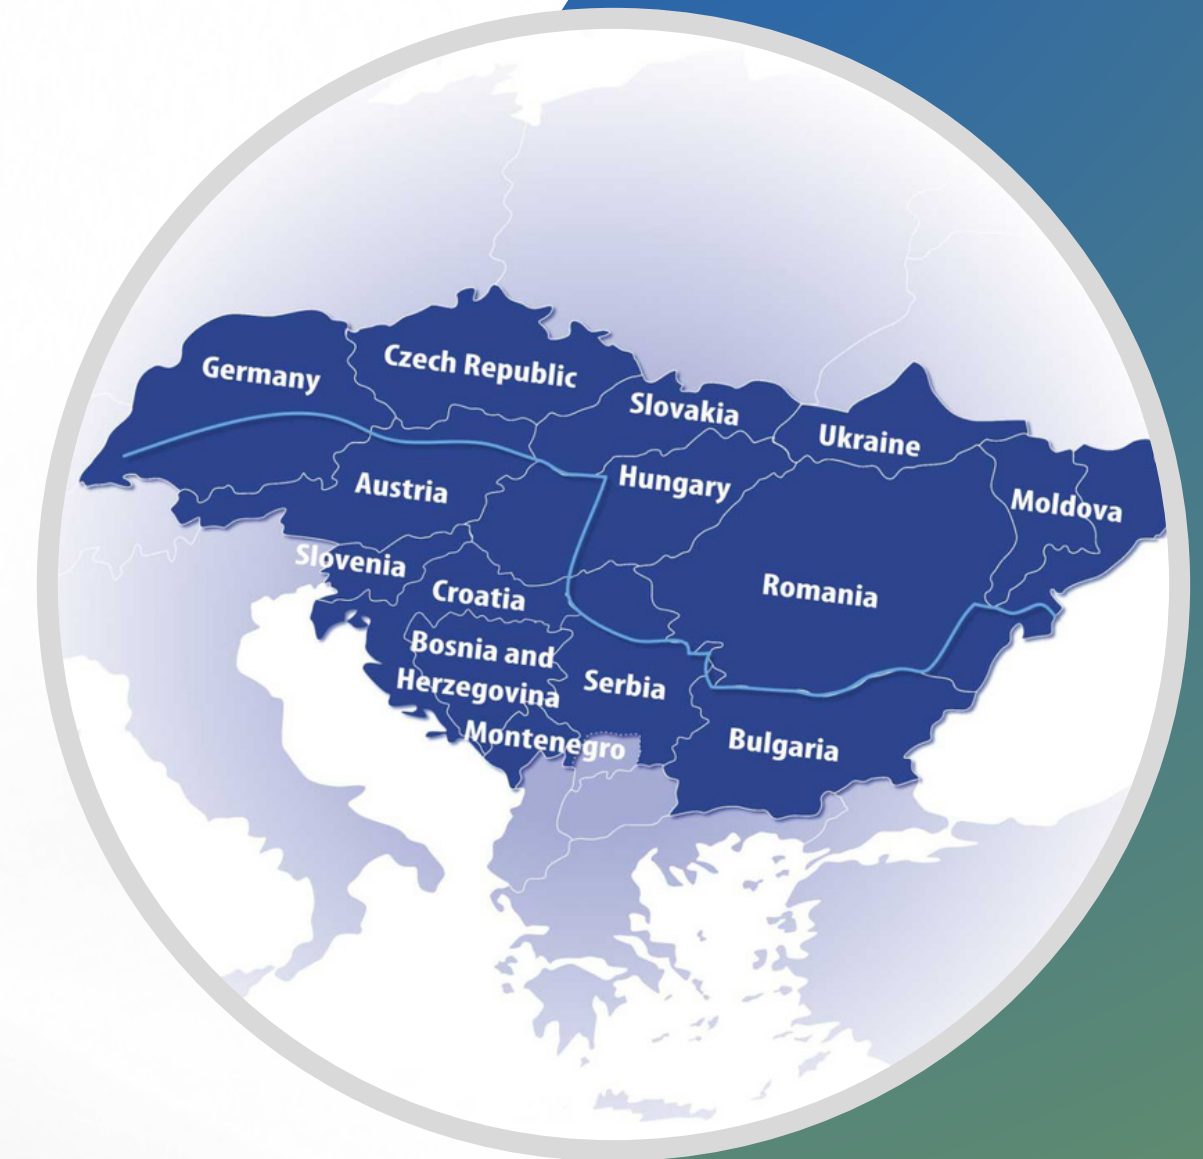 Germany
Czech Republic
Slovakia
Ukraine
Austria
Hungary
Moldova
Slovenia
Croatia
Romania
Bosnia and
Herzegovina
Serbia
Montenegro
Bulgaria